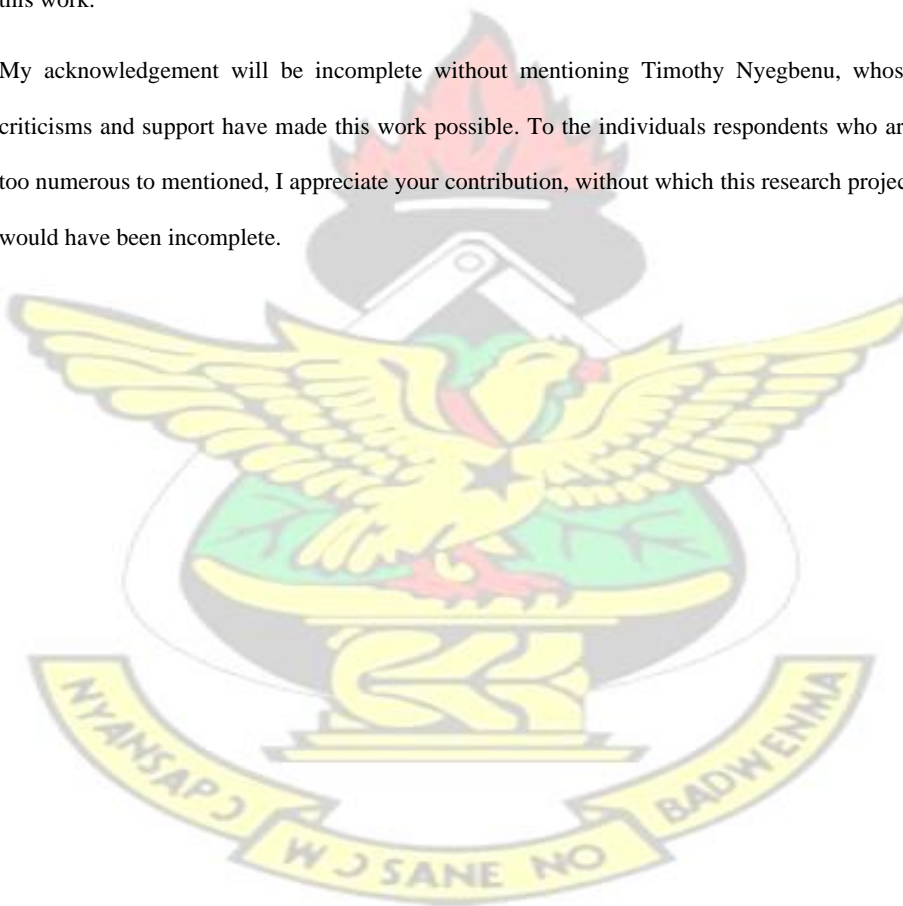 this work.
My acknowledgement will be incomplete without mentioning Timothy Nyegbenu, whos
criticisms and support have made this work possible. To the individuals respondents who ar
too numerous to mentioned, I appreciate your contribution, without which this research projec
would have been incomplete.
NYANSAPƆ
WƆSANE NO
BADWENMA